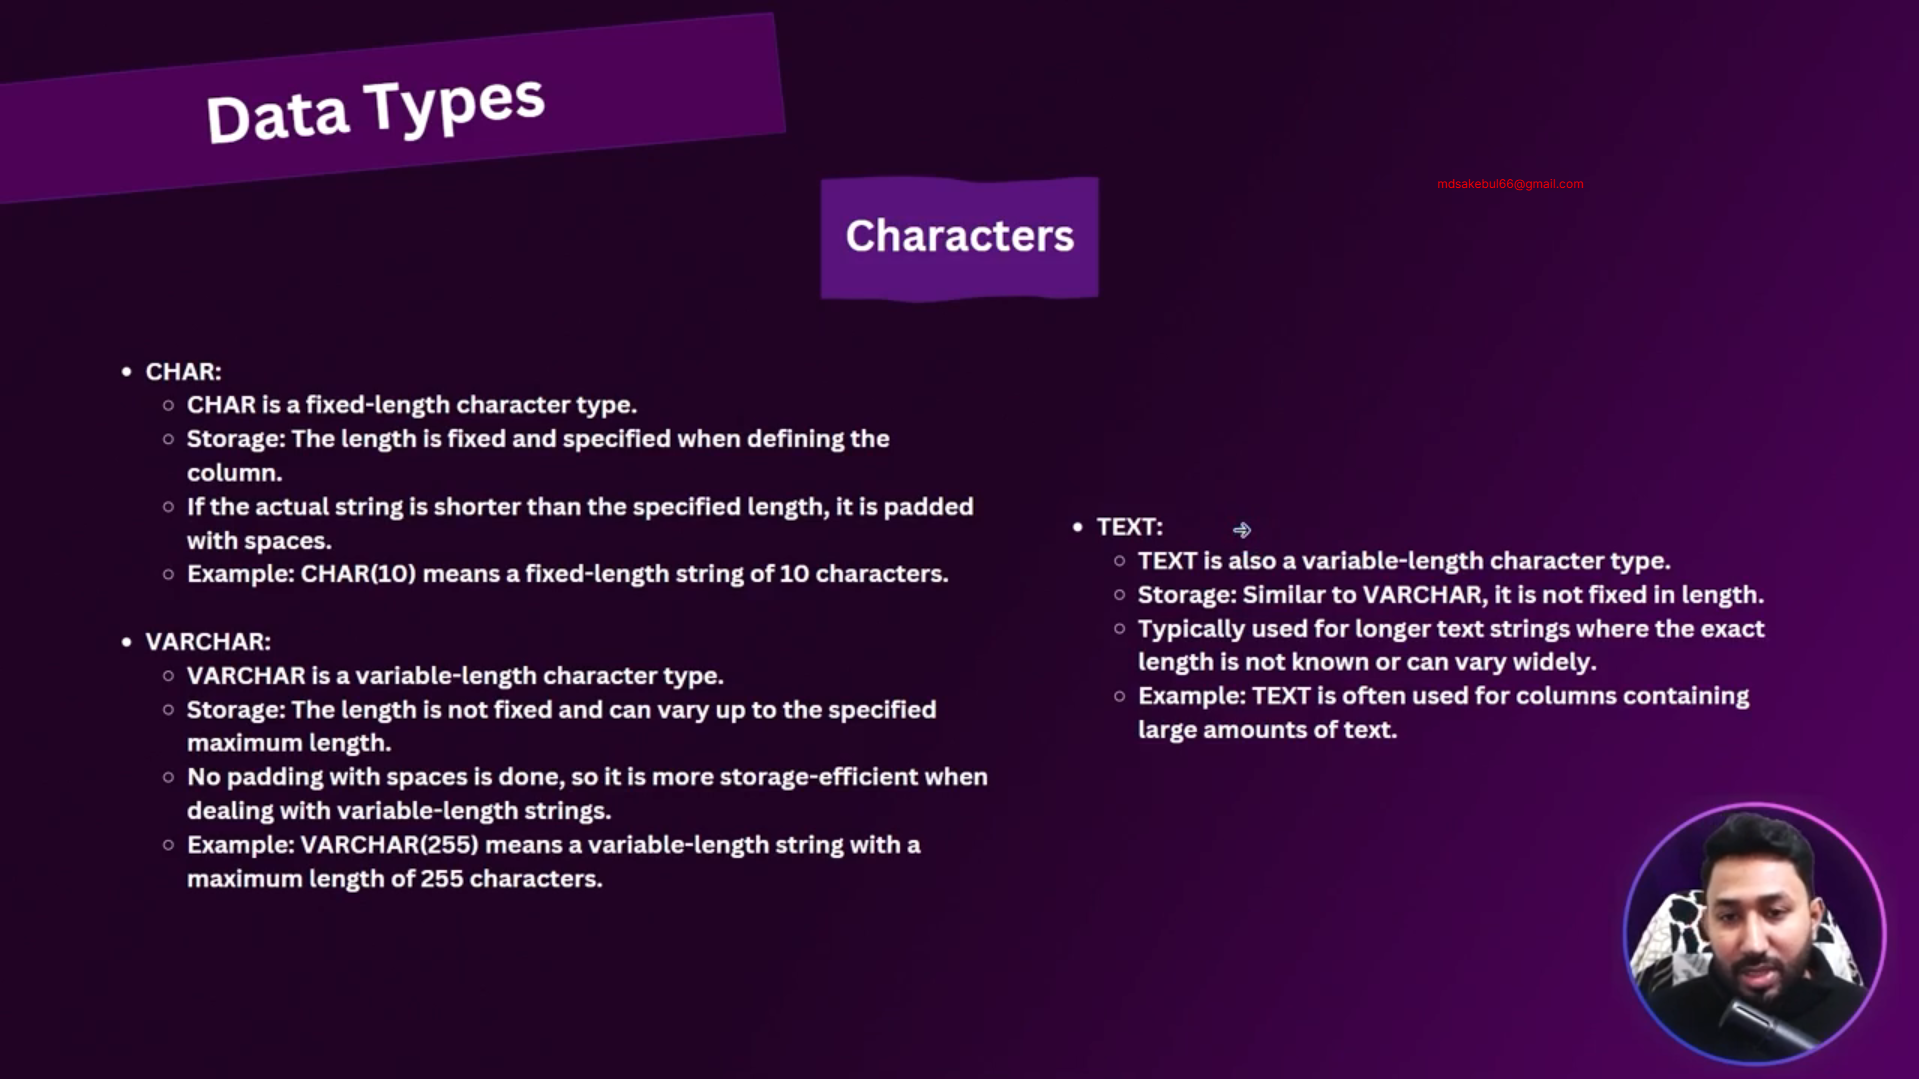 Data Types
mdsakebul66@gmail.com
Characters
• CHAR:
○ CHAR is a fixed-length character type.
○ Storage: The length is fixed and specified when defining the
column.
○ If the actual string is shorter than the specified length, it is padded
with spaces.
○ Example: CHAR(10) means a fixed-length string of 10 characters.
• VARCHAR:
○ VARCHAR is a variable-length character type.
○ Storage: The length is not fixed and can vary up to the specified
maximum length.
○ No padding with spaces is done, so it is more storage-efficient when
dealing with variable-length strings.
○ Example: VARCHAR(255) means a variable-length string with a
maximum length of 255 characters.
• TEXT:
○ TEXT is also a variable-length character type.
○ Storage: Similar to VARCHAR, it is not fixed in length.
○ Typically used for longer text strings where the exact
length is not known or can vary widely.
○ Example: TEXT is often used for columns containing
large amounts of text.